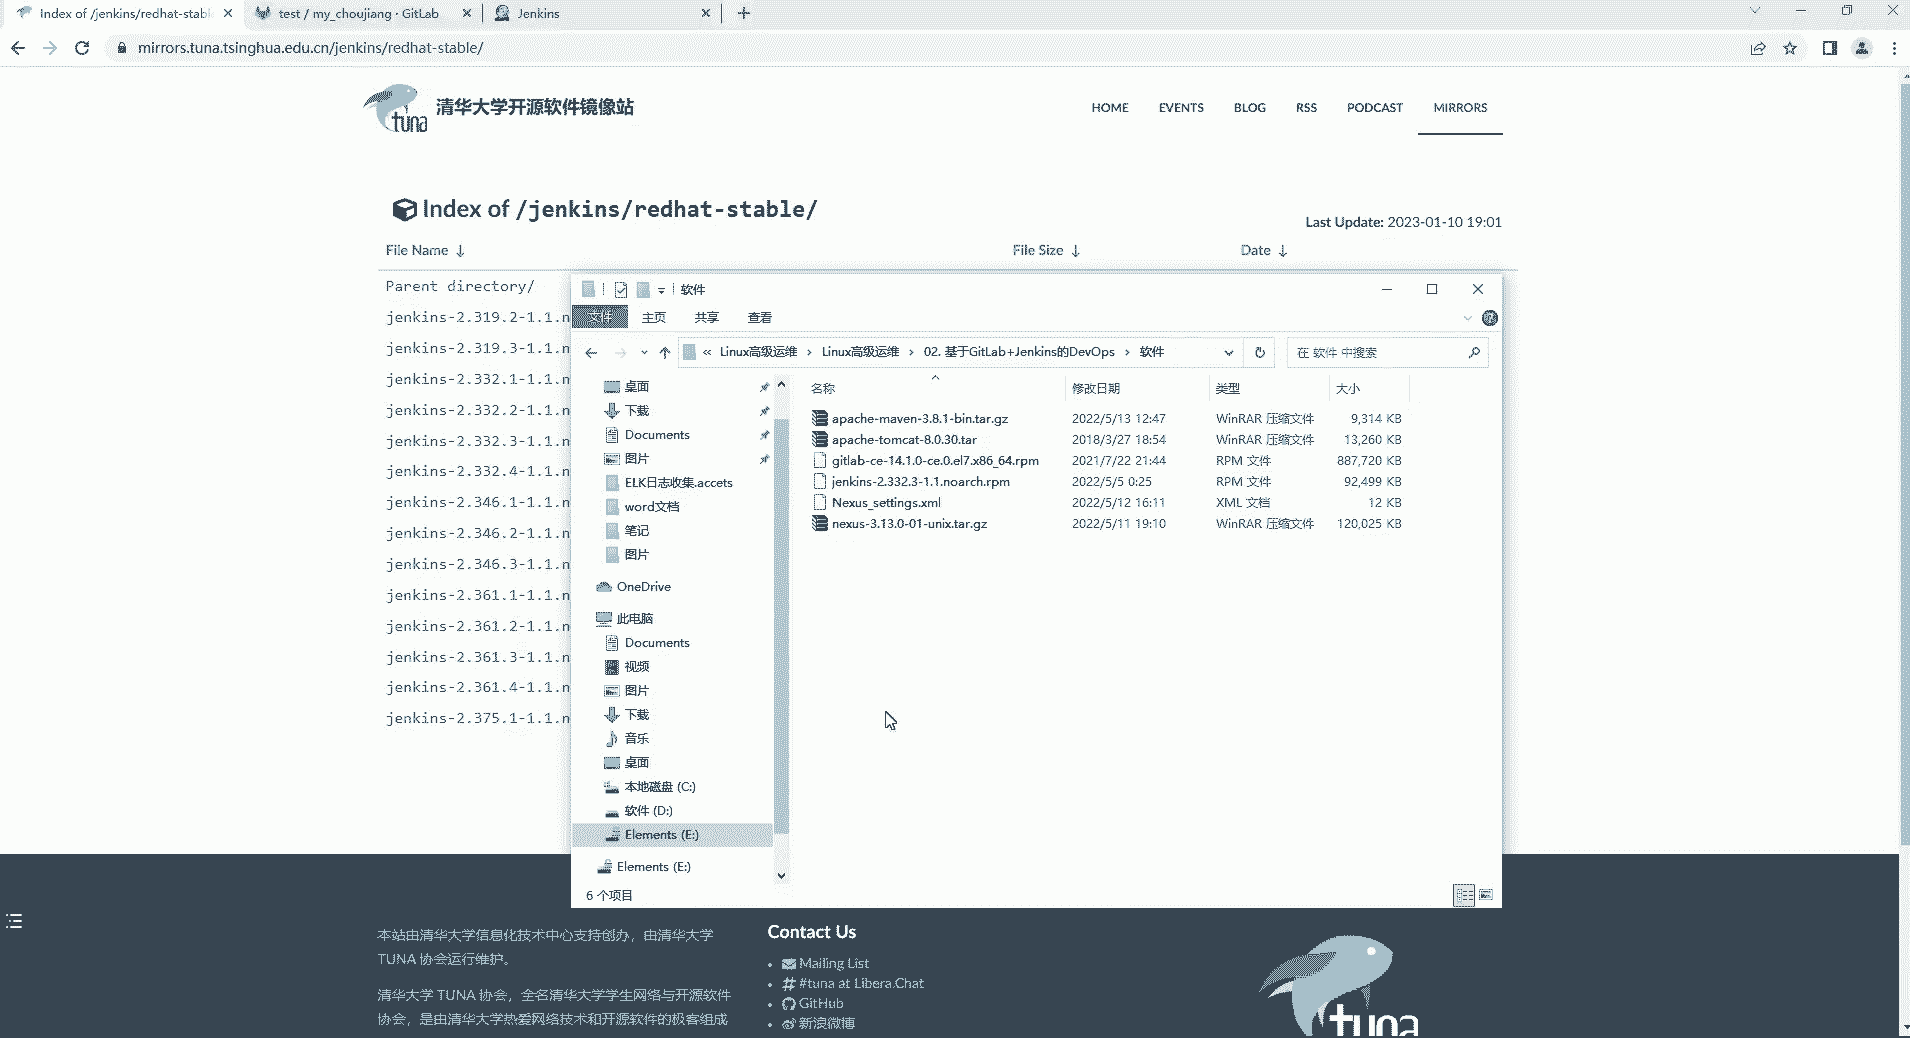 Index of /jenkins/redhat-stabl
test / my_choujiang · GitLab
Jenkins
mirrors.tuna.tsinghua.edu.cn/jenkins/redhat-stable/
tuna
清华大学开源软件镜像站
HOME EVENTS BLOG RSS PODCAST MIRRORS
Index of /jenkins/redhat-stable/
Last Update: 2023-01-10 19:01
File Name ↓ File Size ↓ Date ↓
Parent directory/
jenkins-2.319.2-1.1.n
jenkins-2.319.3-1.1.n
jenkins-2.332.1-1.1.n
jenkins-2.332.2-1.1.n
jenkins-2.332.3-1.1.n
jenkins-2.332.4-1.1.n
jenkins-2.346.1-1.1.n
jenkins-2.346.2-1.1.n
jenkins-2.346.3-1.1.n
jenkins-2.361.1-1.1.n
jenkins-2.361.2-1.1.n
jenkins-2.361.3-1.1.n
jenkins-2.361.4-1.1.n
jenkins-2.375.1-1.1.n
软件
文件 主页 共享 查看
« Linux高级运维 › Linux高级运维 › 02. 基于GitLab+Jenkins的DevOps › 软件
在 软件 中搜索
桌面
下载
Documents
图片
ELK日志收集.accets
word文档
笔记
图片
OneDrive
此电脑
Documents
视频
图片
下载
音乐
桌面
本地磁盘 (C:)
软件 (D:)
Elements (E:)
Elements (E:)
名称 修改日期 类型 大小
apache-maven-3.8.1-bin.tar.gz 2022/5/13 12:47 WinRAR 压缩文件 9,314 KB
apache-tomcat-8.0.30.tar 2018/3/27 18:54 WinRAR 压缩文件 13,260 KB
gitlab-ce-14.1.0-ce.0.el7.x86_64.rpm 2021/7/22 21:44 RPM 文件 887,720 KB
jenkins-2.332.3-1.1.noarch.rpm 2022/5/5 0:25 RPM 文件 92,499 KB
Nexus_settings.xml 2022/5/12 16:11 XML 文档 12 KB
nexus-3.13.0-01-unix.tar.gz 2022/5/11 19:10 WinRAR 压缩文件 120,025 KB
6 个项目
本站由清华大学信息化技术中心支持创办，由清华大学
TUNA 协会运行维护。
清华大学 TUNA 协会，全名清华大学学生网络与开源软件
协会，是由清华大学热爱网络技术和开源软件的极客组成
Contact Us
Mailing List
#tuna at Libera.Chat
GitHub
新浪微博
tuna